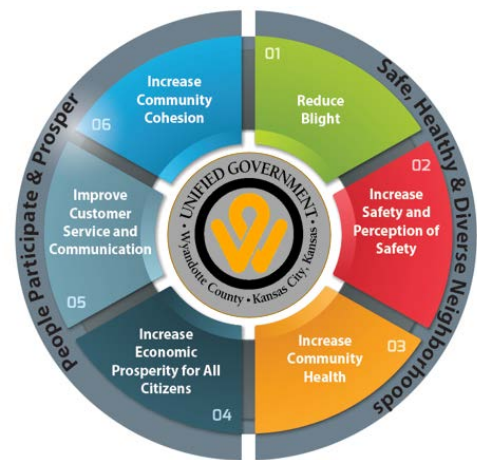 01
Reduce
Blight
02
Increase
Safety and
Perception of
Safety
03
Increase
Community
Health
04
Increase
Economic
Prosperity for All
Citizens
05
Improve
Customer
Service and
Communication
06
Increase
Community
Cohesion
Safe, Healthy & Diverse Neighborhoods
People Participate & Prosper
• UNIFIED GOVERNMENT •
Wyandotte County • Kansas City, Kansas